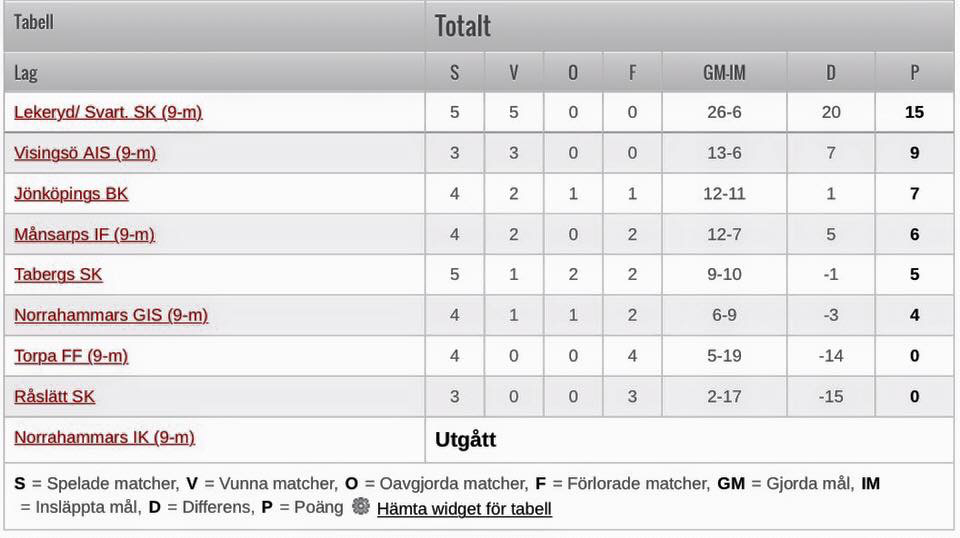 Tabell Totalt
Lag S V O F GM-IM D P
Lekeryd/ Svart. SK (9-m) 5 5 0 0 26-6 20 15
Visingsö AIS (9-m) 3 3 0 0 13-6 7 9
Jönköpings BK 4 2 1 1 12-11 1 7
Månsarps IF (9-m) 4 2 0 2 12-7 5 6
Tabergs SK 5 1 2 2 9-10 -1 5
Norrahammars GIS (9-m) 4 1 1 2 6-9 -3 4
Torpa FF (9-m) 4 0 0 4 5-19 -14 0
Råslätt SK 3 0 0 3 2-17 -15 0
Norrahammars IK (9-m) Utgått
S = Spelade matcher, V = Vunna matcher, O = Oavgjorda matcher, F = Förlorade matcher, GM = Gjorda mål, IM
= Insläppta mål, D = Differens, P = Poäng Hämta widget för tabell